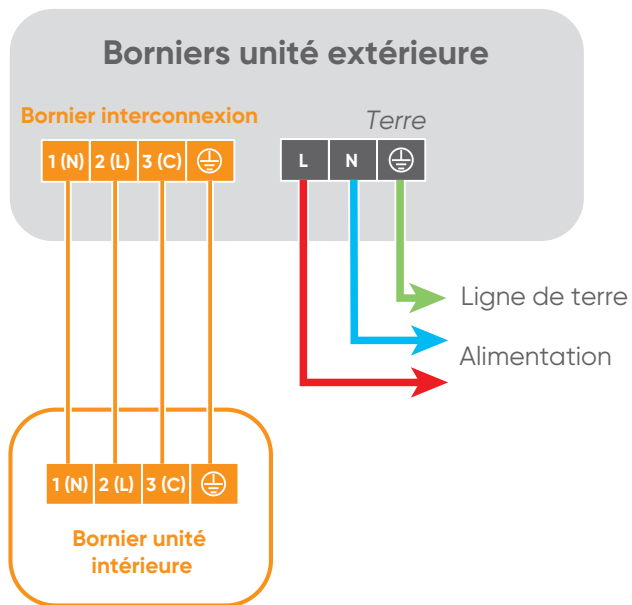 Borniers unité extérieure
Bornier interconnexion
Terre
1 (N) 2 (L) 3 (C)
L N
Ligne de terre
Alimentation
1 (N) 2 (L) 3 (C)
Bornier unité
intérieure